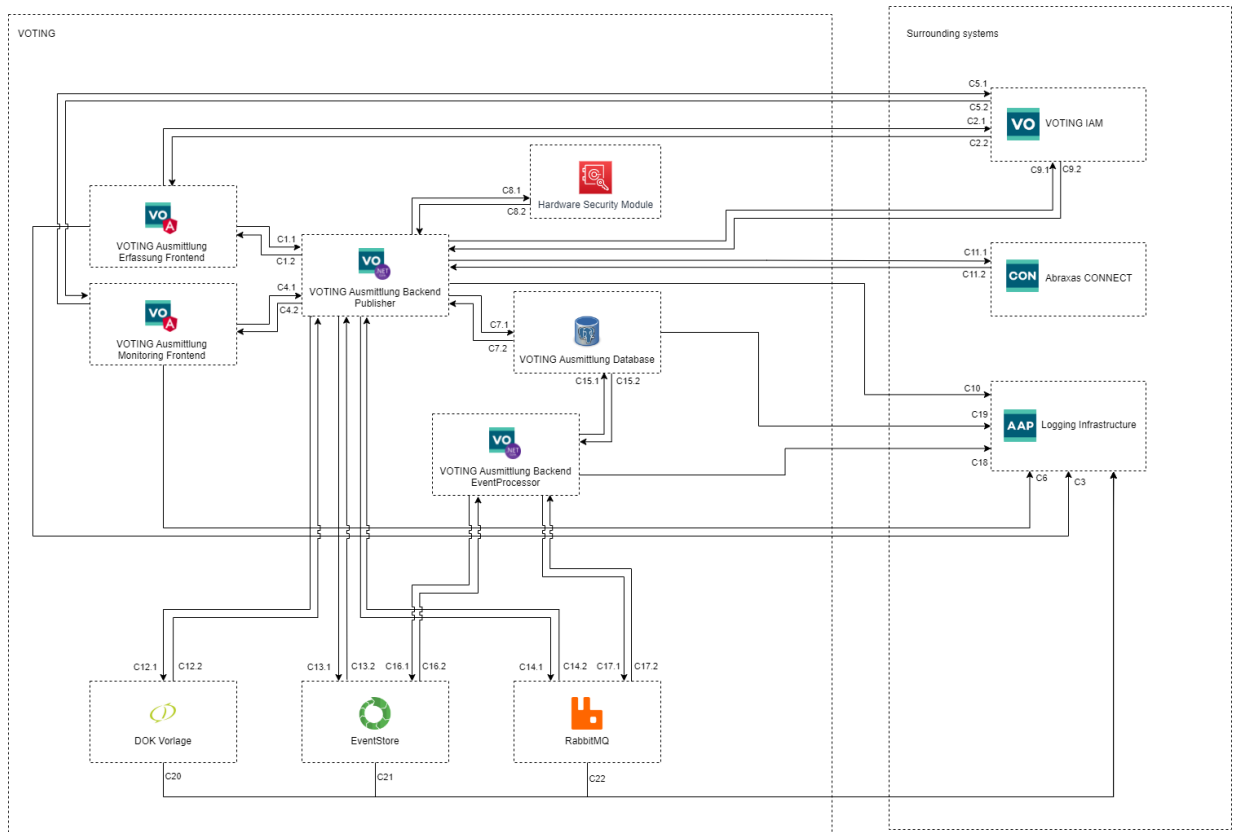 VOTING
Surrounding systems
C5.1
C5.2
C2.1
C2.2
VO
VOTING IAM
C9.1
C9.2
C8.1
C8.2
Hardware Security Module
VO
A
VOTING Ausmittlung
Erfassung Frontend
C1.1
C1.2
VO
.NET
VOTING Ausmittlung Backend
Publisher
C11.1
C11.2
CON
Abraxas CONNECT
VO
A
VOTING Ausmittlung
Monitoring Frontend
C4.1
C4.2
C7.1
C7.2
VOTING Ausmittlung Database
C15.1
C15.2
C10
C19
C18
AAP
Logging Infrastructure
C6
C3
VO
.NET
VOTING Ausmittlung Backend
EventProcessor
C12.1
C12.2
C13.1
C13.2
C16.1
C16.2
C14.1
C14.2
C17.1
C17.2
DOK Vorlage
EventStore
RabbitMQ
C20
C21
C22